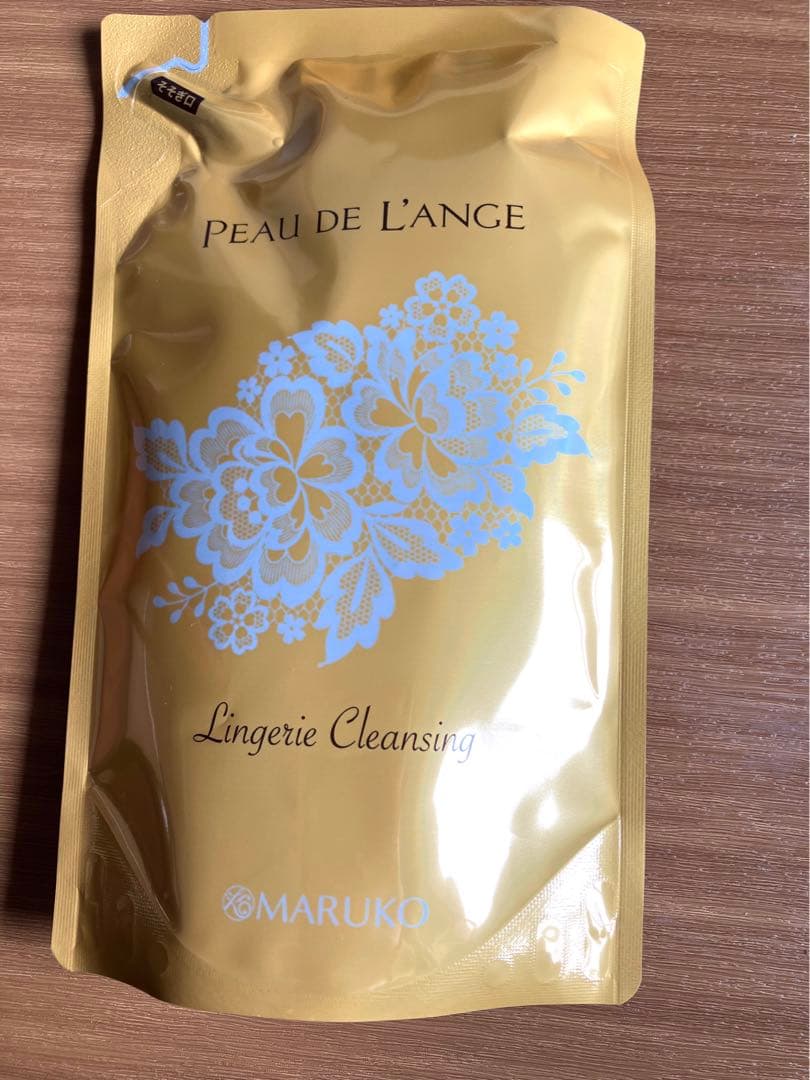 そそぎ口
PEAU DE L'ANGE
Lingerie Cleansing
MARUKO